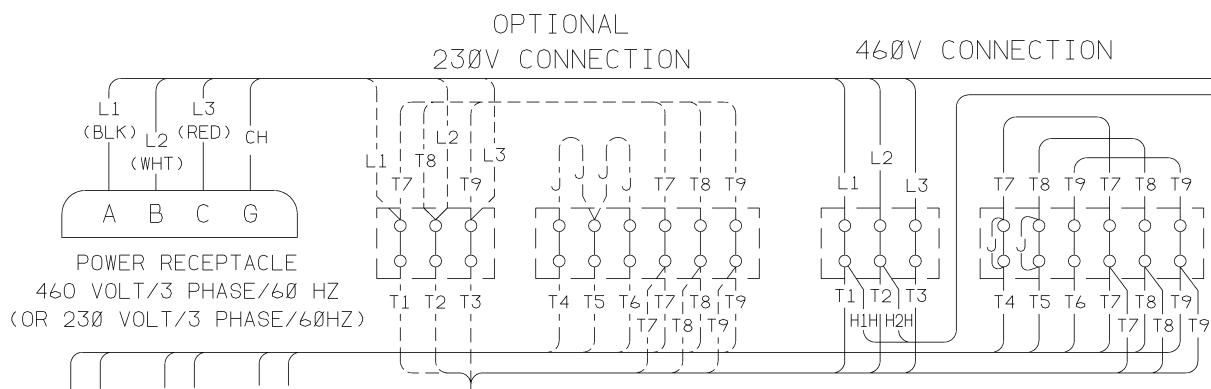 OPTIONAL
230V CONNECTION
460V CONNECTION
L1
(BLK)
L2
(WHT)
L3
(RED)
CH
A B C G
POWER RECEPTACLE
460 VOLT/3 PHASE/60 HZ
(OR 230 VOLT/3 PHASE/60HZ)
L1 T8 L2 L3
T7 T9
T1 T2 T3
J J J J T7 T8 T9
T4 T5 T6 T7 T8 T9
T7 T8 T9
L1 L2 L3
T1 T2 T3
H1H H2H
T7 T8 T9 T7 T8 T9
J J
T4 T5 T6 T7 T8 T9
T7 T8 T9